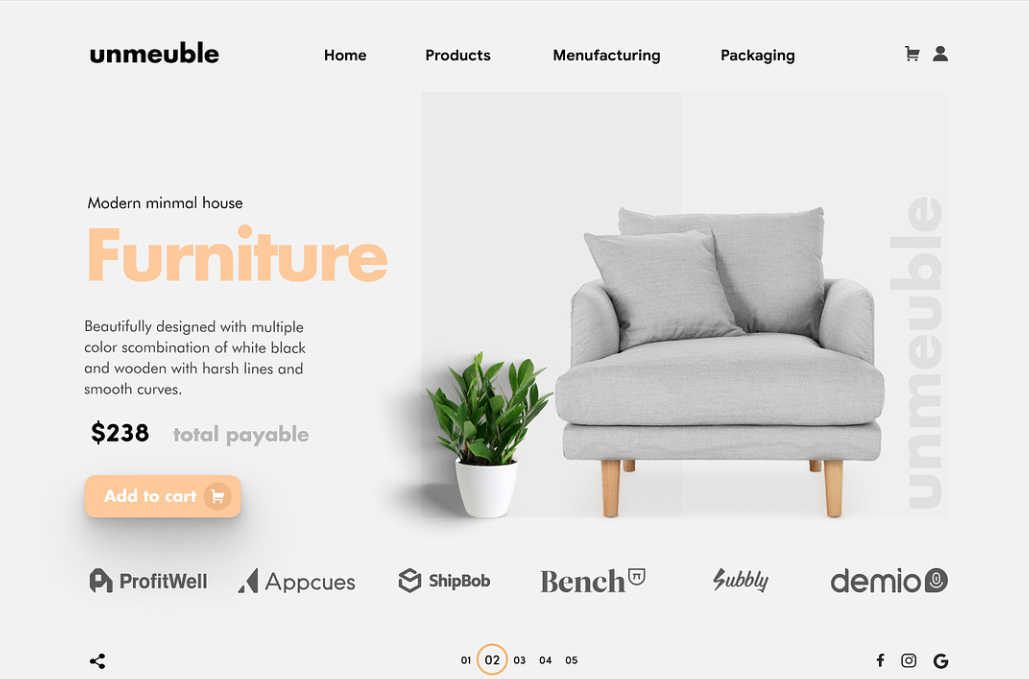 unmeuble
Home Products Menufacturing Packaging
Modern minmal house
Furniture
Beautifully designed with multiple
color scombination of white black
and wooden with harsh lines and
smooth curves.
$238 total payable
Add to cart
unmeuble
ProfitWell Appcues ShipBob Bench Subbly demio
01 02 03 04 05